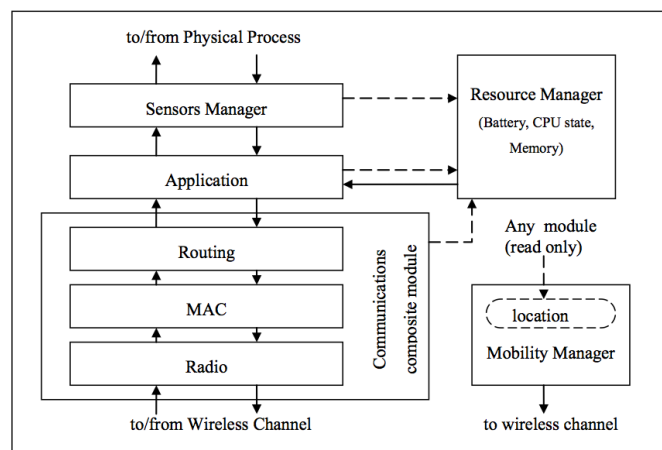 to/from Physical Process
Sensors Manager
Resource Manager
(Battery, CPU state,
Memory)
Application
Any module
(read only)
Routing
MAC
Radio
Communications
composite module
location
Mobility Manager
to/from Wireless Channel
to wireless channel